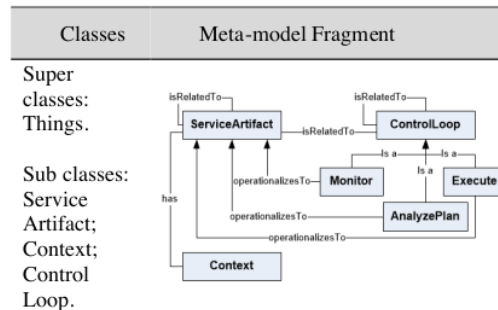 Classes Meta-model Fragment
Super
classes:
Things.
Sub classes:
Service
Artifact;
Context;
Control
Loop.
isRelatedTo isRelatedTo
ServiceArtifact ControlLoop
isRelatedTo
Is a Is a
operationalizesTo Monitor Is a Execute
has
operationalizesTo AnalyzePlan
operationalizesTo
Context